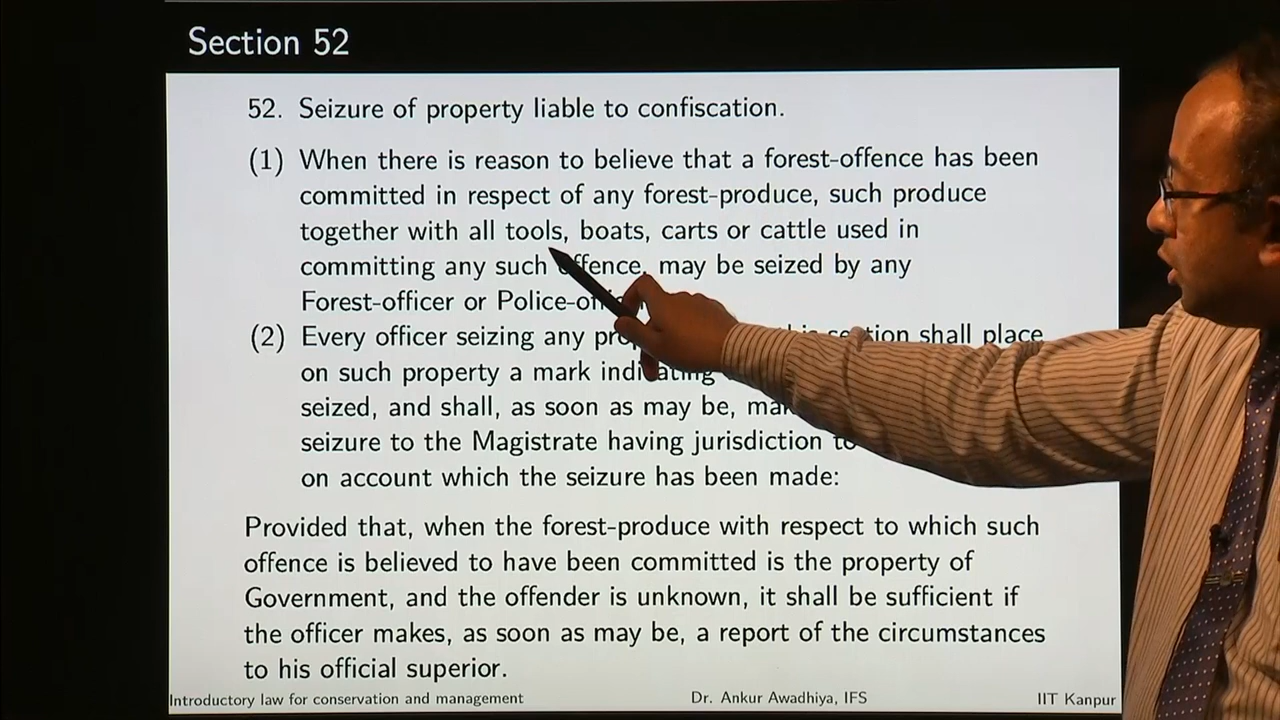 Section 52
52. Seizure of property liable to confiscation.
(1) When there is reason to believe that a forest-offence has been
committed in respect of any forest-produce, such produce
together with all tools, boats, carts or cattle used in
committing any such offence, may be seized by any
Forest-officer or
(2) Every officer seizing any section shall place
on such property a mark indicating
seized, and shall, as soon as may be,
seizure to the Magistrate having jurisdiction
on account which the seizure has been made:
Provided that, when the forest-produce with respect to which such
offence is believed to have been committed is the property of
Government, and the offender is unknown, it shall be sufficient if
the officer makes, as soon as may be, a report of the circumstances
to his official superior.
Introductory law for conservation and management Dr. Ankur Awadhiya, IFS IIT Kanpur